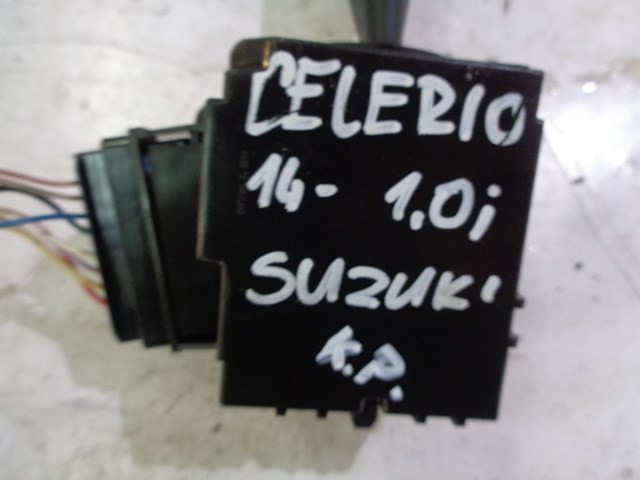 CELERIO
14- 1.0i
SUZUKI
K.P.